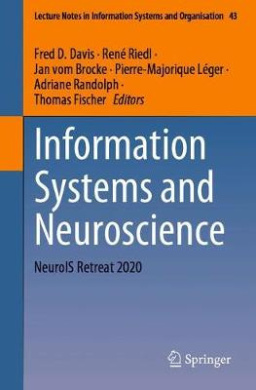 Lecture Notes in Information Systems and Organisation 43
Fred D. Davis · René Riedl ·
Jan vom Brocke · Pierre-Majorique Léger ·
Adriane Randolph ·
Thomas Fischer Editors
Information
Systems and
Neuroscience
NeuroIS Retreat 2020
Springer